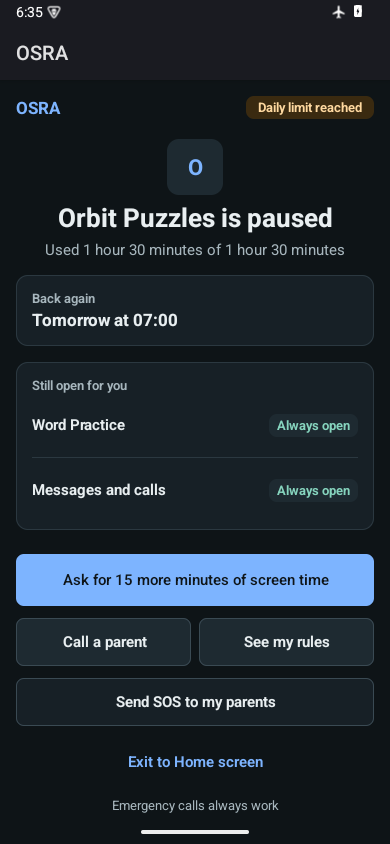 6:35
OSRA
OSRA
Daily limit reached
O
Orbit Puzzles is paused
Used 1 hour 30 minutes of 1 hour 30 minutes
Back again
Tomorrow at 07:00
Still open for you
Word Practice
Always open
Messages and calls
Always open
Ask for 15 more minutes of screen time
Call a parent
See my rules
Send SOS to my parents
Exit to Home screen
Emergency calls always work